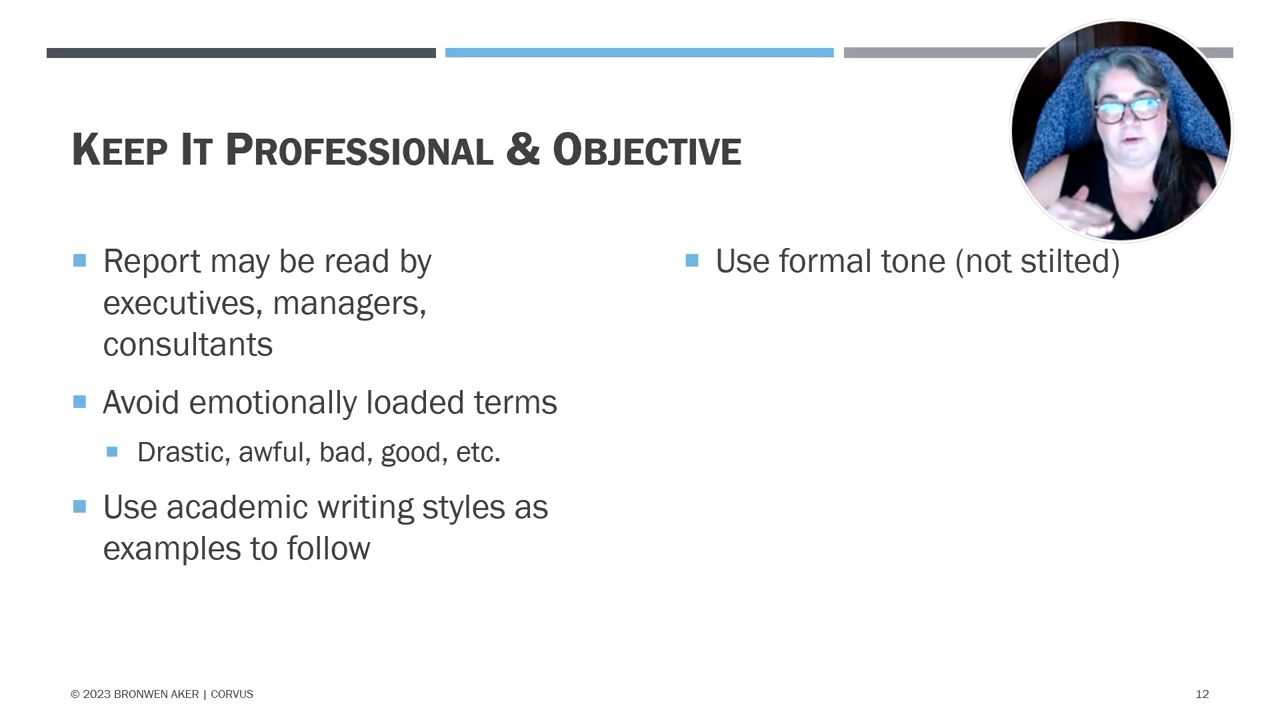 KEEP IT PROFESSIONAL & OBJECTIVE
Report may be read by
executives, managers,
consultants
Avoid emotionally loaded terms
Drastic, awful, bad, good, etc.
Use academic writing styles as
examples to follow
Use formal tone (not stilted)
© 2023 BRONWEN AKER | CORVUS
12